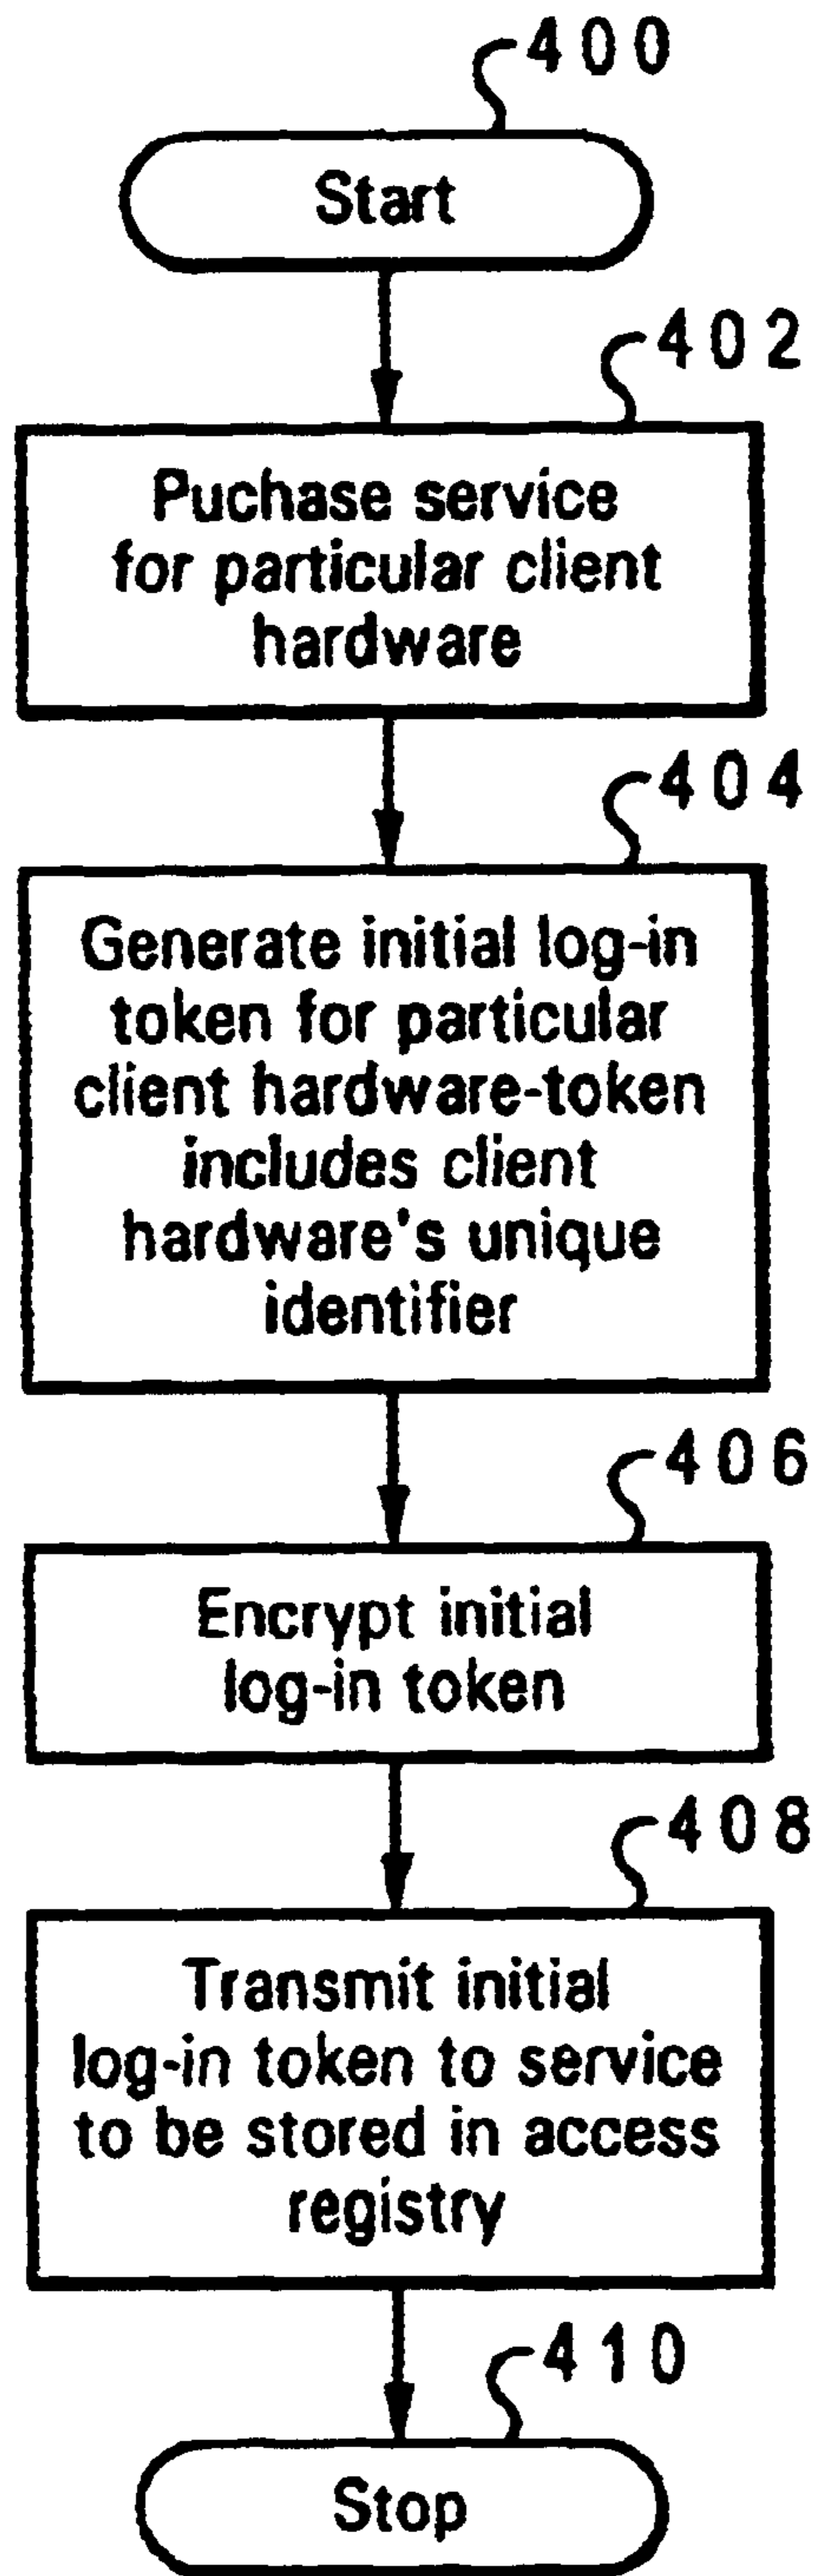 400
Start
402
Puchase service
for particular client
hardware
404
Generate initial log-in
token for particular
client hardware-token
includes client
hardware's unique
identifier
406
Encrypt initial
log-in token
408
Transmit initial
log-in token to service
to be stored in access
registry
410
Stop